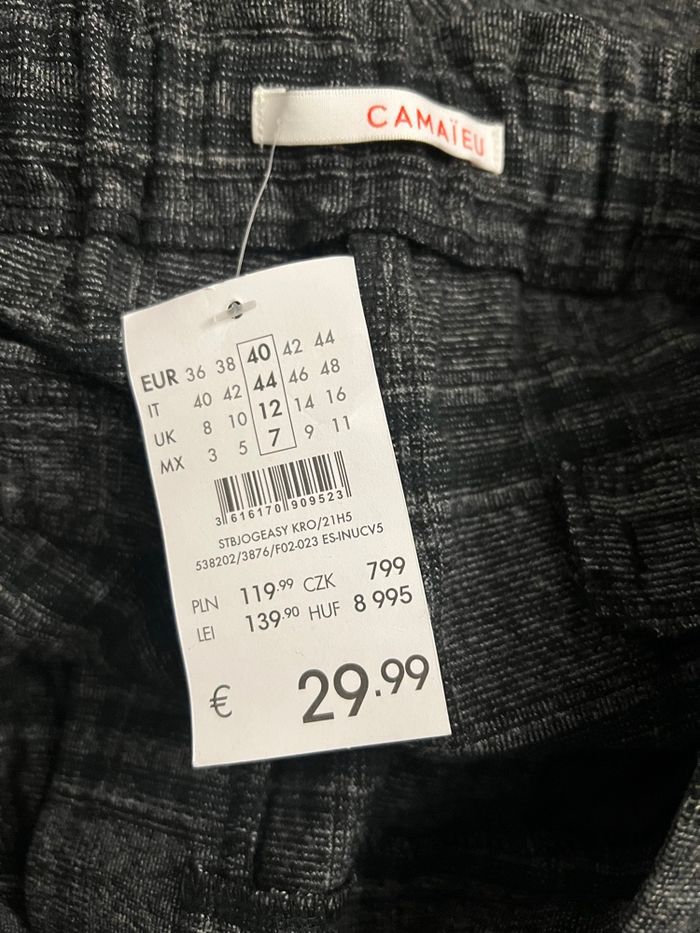 CAMAÏEU
EUR 36 38 40 42 44
IT 40 42 44 46 48
UK 8 10 12 14 16
MX 3 5 7 9 11
3 616170 909523
STBJOGEASY KRO/21H5
538202/3876/F02-023 ES-INUCV5
PLN 119.99 CZK 799
LEI 139.90 HUF 8 995
€ 29.99